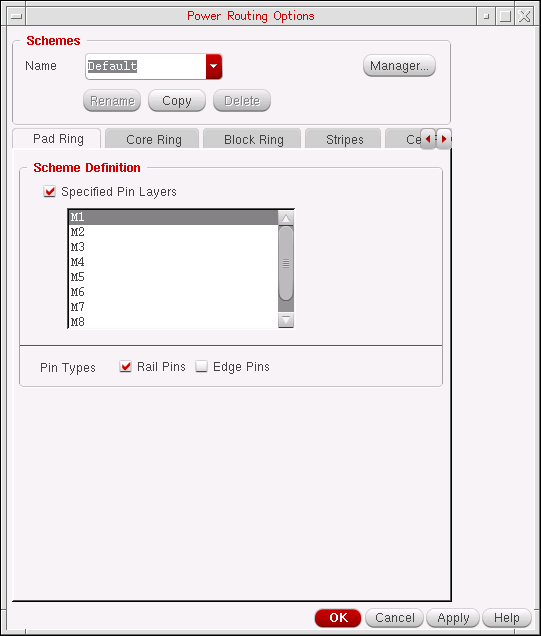 Power Routing Options
Schemes
Name Default Manager...
Rename Copy Delete
Pad Ring Core Ring Block Ring Stripes Ce
Scheme Definition
Specified Pin Layers
M1
M2
M3
M4
M5
M6
M7
M8
Pin Types Rail Pins Edge Pins
OK Cancel Apply Help